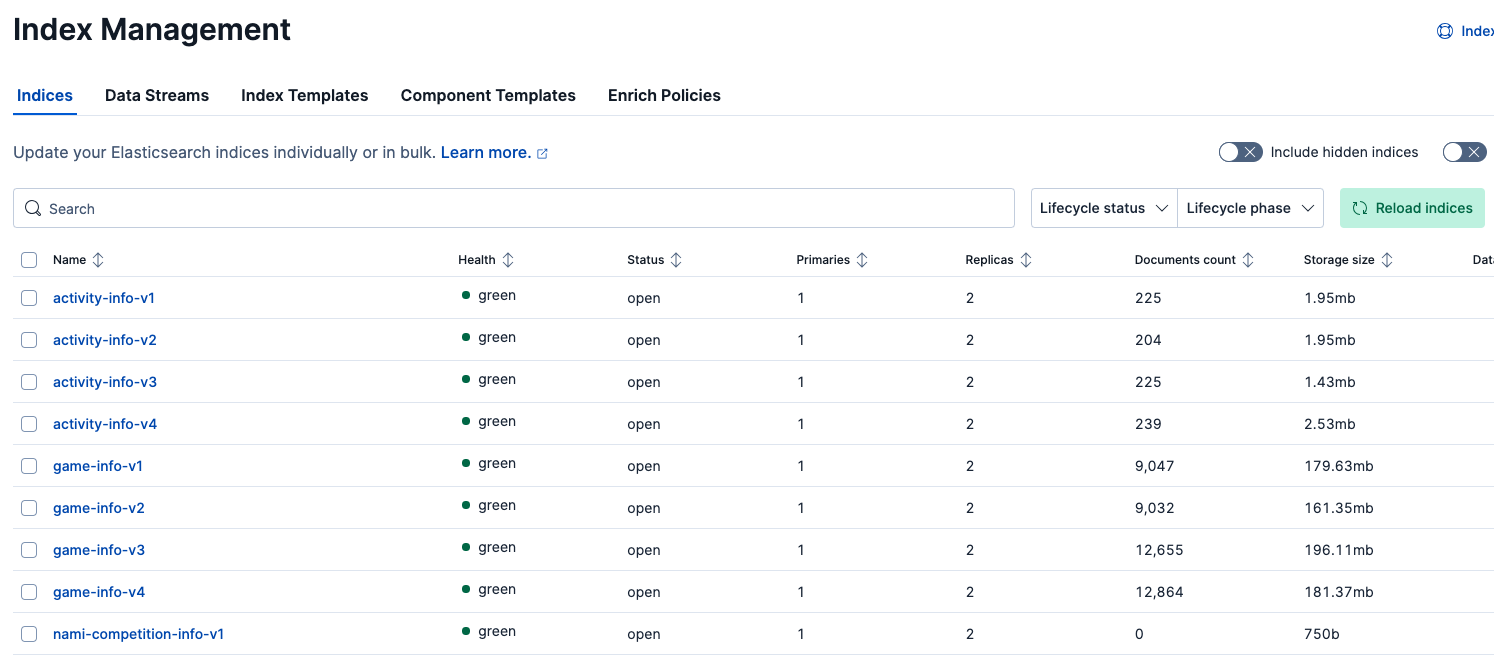 Index Management
Index
Indices Data Streams Index Templates Component Templates Enrich Policies
Update your Elasticsearch indices individually or in bulk. Learn more. Include hidden indices
Search Lifecycle status Lifecycle phase Reload indices
Name Health Status Primaries Replicas Documents count Storage size Data
activity-info-v1 green open 1 2 225 1.95mb
activity-info-v2 green open 1 2 204 1.95mb
activity-info-v3 green open 1 2 225 1.43mb
activity-info-v4 green open 1 2 239 2.53mb
game-info-v1 green open 1 2 9,047 179.63mb
game-info-v2 green open 1 2 9,032 161.35mb
game-info-v3 green open 1 2 12,655 196.11mb
game-info-v4 green open 1 2 12,864 181.37mb
nami-competition-info-v1 green open 1 2 0 750b